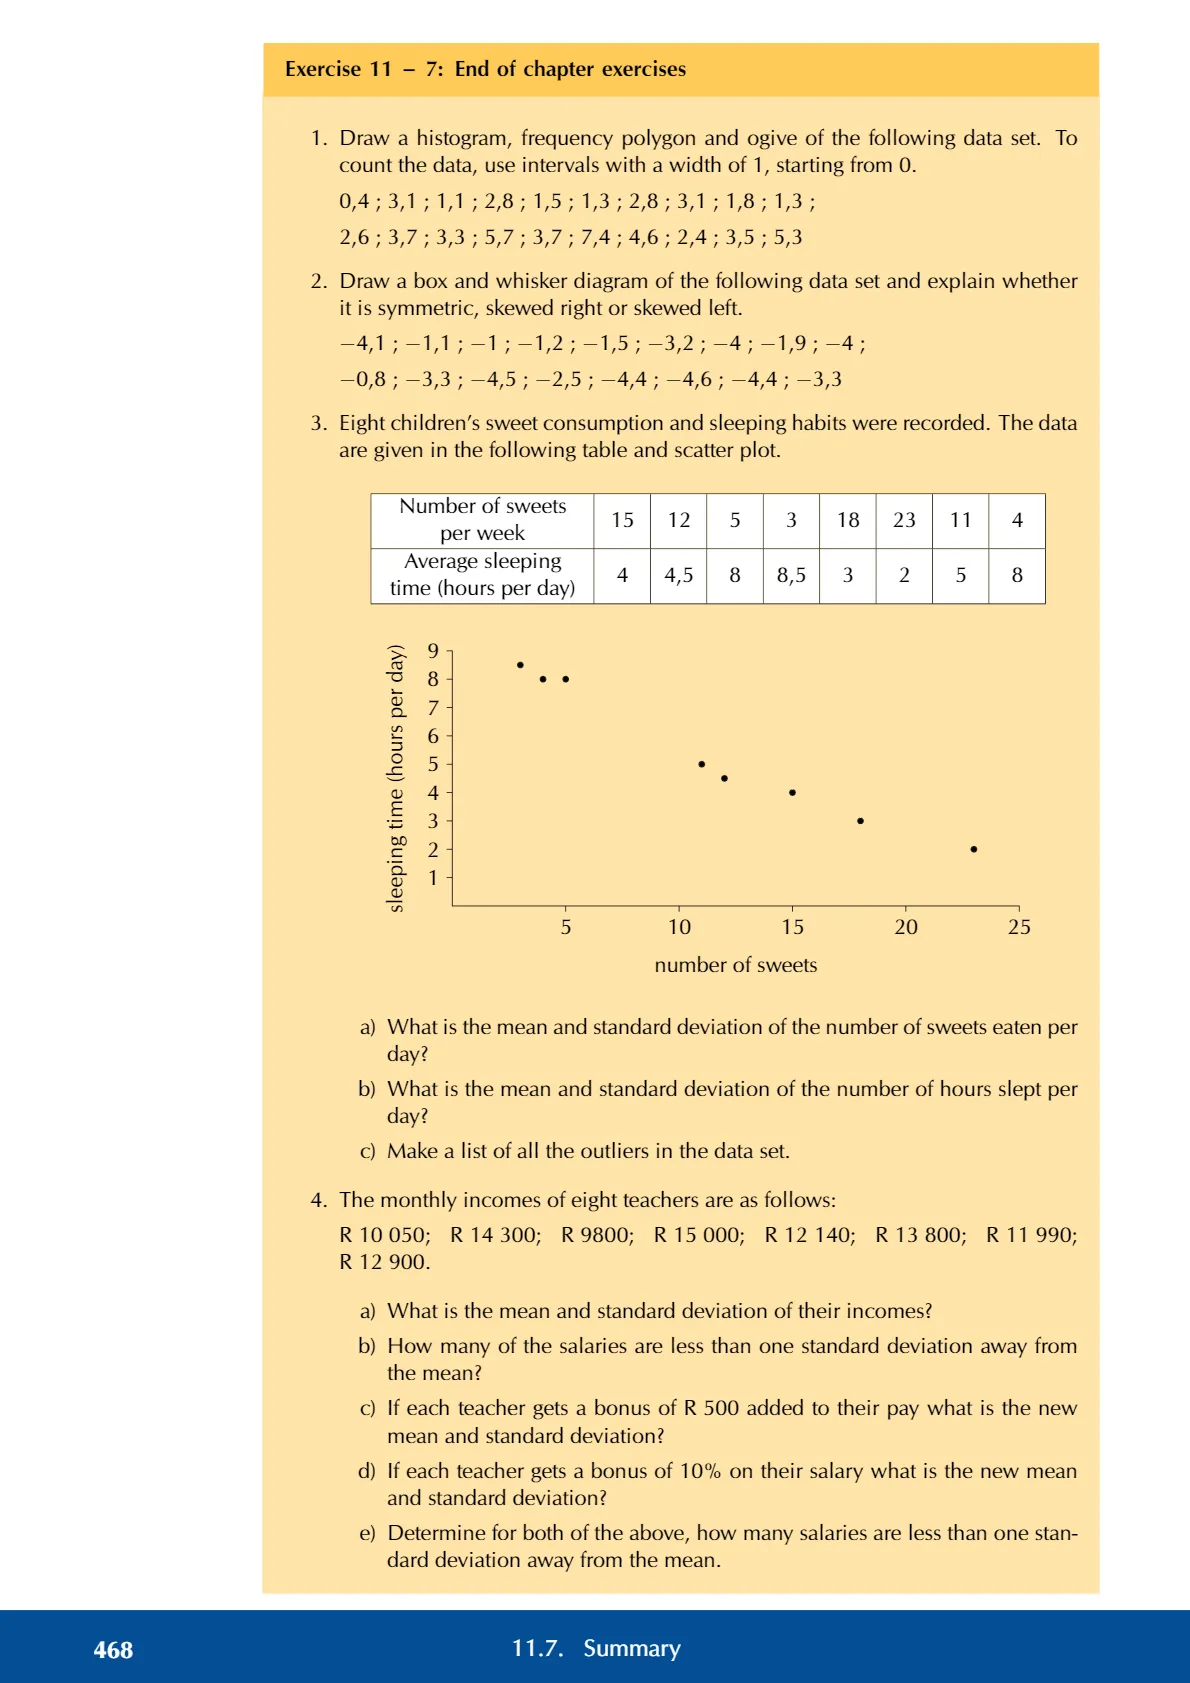 Exercise 11 – 7: End of chapter exercises
1. Draw a histogram, frequency polygon and ogive of the following data set. To
count the data, use intervals with a width of 1, starting from 0.
0,4 ; 3,1 ; 1,1 ; 2,8 ; 1,5 ; 1,3 ; 2,8 ; 3,1 ; 1,8 ; 1,3 ;
2,6 ; 3,7 ; 3,3 ; 5,7 ; 3,7 ; 7,4 ; 4,6 ; 2,4 ; 3,5 ; 5,3
2. Draw a box and whisker diagram of the following data set and explain whether
it is symmetric, skewed right or skewed left.
−4,1 ; −1,1 ; −1 ; −1,2 ; −1,5 ; −3,2 ; −4 ; −1,9 ; −4 ;
−0,8 ; −3,3 ; −4,5 ; −2,5 ; −4,4 ; −4,6 ; −4,4 ; −3,3
3. Eight children's sweet consumption and sleeping habits were recorded. The data
are given in the following table and scatter plot.
Number of sweets
per week
15 12 5 3 18 23 11 4
Average sleeping
time (hours per day)
4 4,5 8 8,5 3 2 5 8
sleeping time (hours per day)
9
8
7
6
5
4
3
2
1
5 10 15 20 25
number of sweets
a) What is the mean and standard deviation of the number of sweets eaten per
day?
b) What is the mean and standard deviation of the number of hours slept per
day?
c) Make a list of all the outliers in the data set.
4. The monthly incomes of eight teachers are as follows:
R 10 050; R 14 300; R 9800; R 15 000; R 12 140; R 13 800; R 11 990;
R 12 900.
a) What is the mean and standard deviation of their incomes?
b) How many of the salaries are less than one standard deviation away from
the mean?
c) If each teacher gets a bonus of R 500 added to their pay what is the new
mean and standard deviation?
d) If each teacher gets a bonus of 10% on their salary what is the new mean
and standard deviation?
e) Determine for both of the above, how many salaries are less than one stan-
dard deviation away from the mean.
468
11.7. Summary